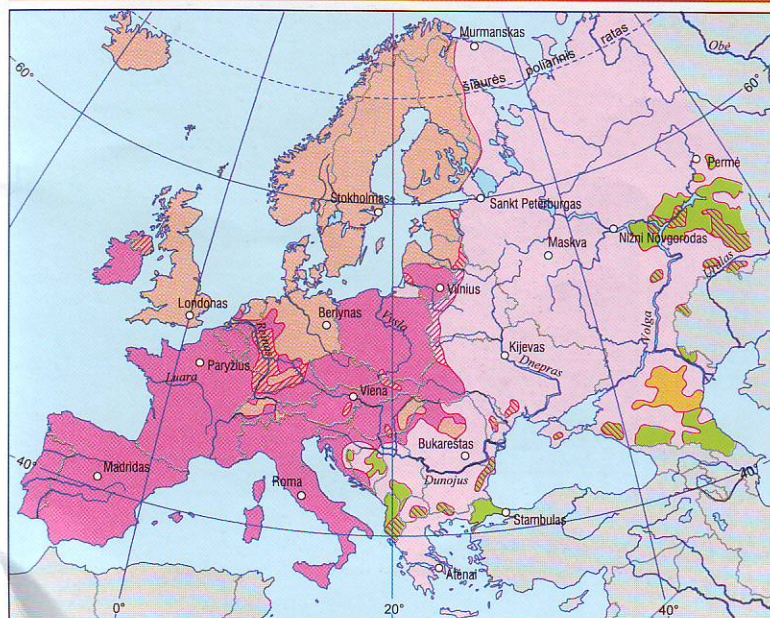 Murmanskas
šiaurės poliarinis ratas
Obė
60°
60°
Permė
Stokholmas
Sankt Peterburgas
Maskva
Nižni Novgorodas
Uralas
Londonas
Vilnius
Berlynas
Vysla
Reinas
Volga
Paryžius
Kijevas
Dnepras
Luara
Viena
Bukareštas
Madridas
40°
40°
Roma
Dunojus
Stambulas
Atėnai
0°
20°
40°